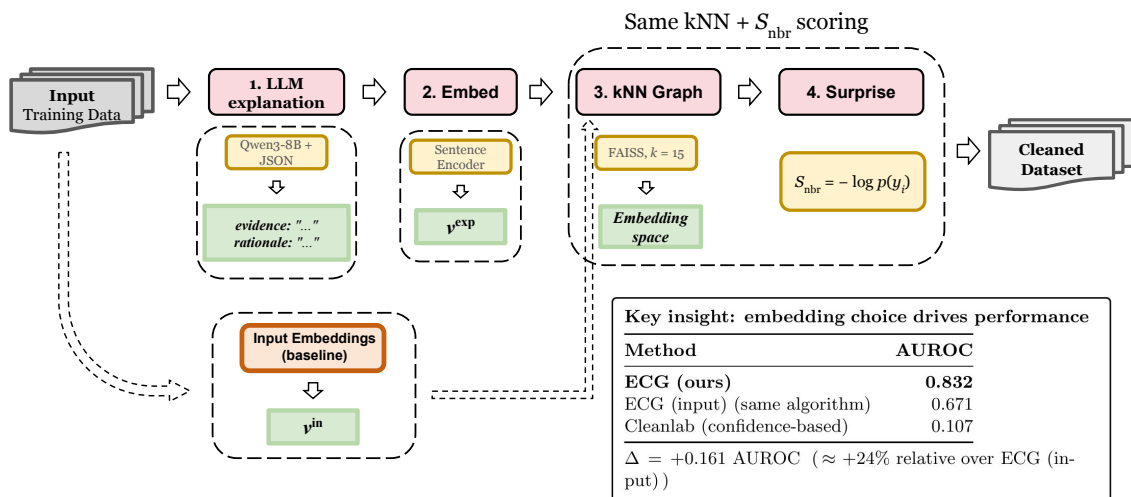 Same kNN + S_nbr scoring
Input
Training Data
1. LLM
explanation
2. Embed
3. kNN Graph
4. Surprise
Qwen3-8B +
JSON
Sentence
Encoder
FAISS, k = 15
S_nbr = − log p(y_i)
Cleaned
Dataset
evidence: "..."
rationale: "..."
v^exp
Embedding
space
Input Embeddings
(baseline)
v^in
Key insight: embedding choice drives performance
Method AUROC
ECG (ours) 0.832
ECG (input) (same algorithm) 0.671
Cleanlab (confidence-based) 0.107
Δ = +0.161 AUROC (≈ +24% relative over ECG (in-
put))